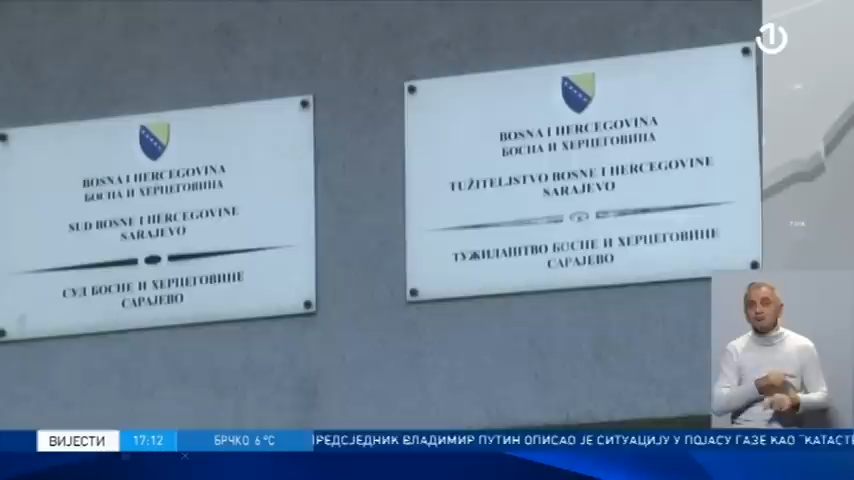 1
BOSNA I HERCEGOVINA
БОСНА И ХЕРЦЕГОВИНА
SUD BOSNE I HERCEGOVINE
SARAJEVO
СУД БОСНЕ И ХЕРЦЕГОВИНЕ
САРАЈЕВО
BOSNA I HERCEGOVINA
БОСНА И ХЕРЦЕГОВИНА
TUŽITELJSTVO BOSNE I HERCEGOVINE
SARAJEVO
ТУЖИЛАШТВО БОСНЕ И ХЕРЦЕГОВИНЕ
САРАЈЕВО
ВИЈЕСТИ 17:12 БРЧКО 6°C ПРЕДСЈЕДНИК ВЛАДИМИР ПУТИН ОПИСАО ЈЕ СИТУАЦИЈУ У ПОЈАСУ ГАЗЕ КАО "КАТАСТ